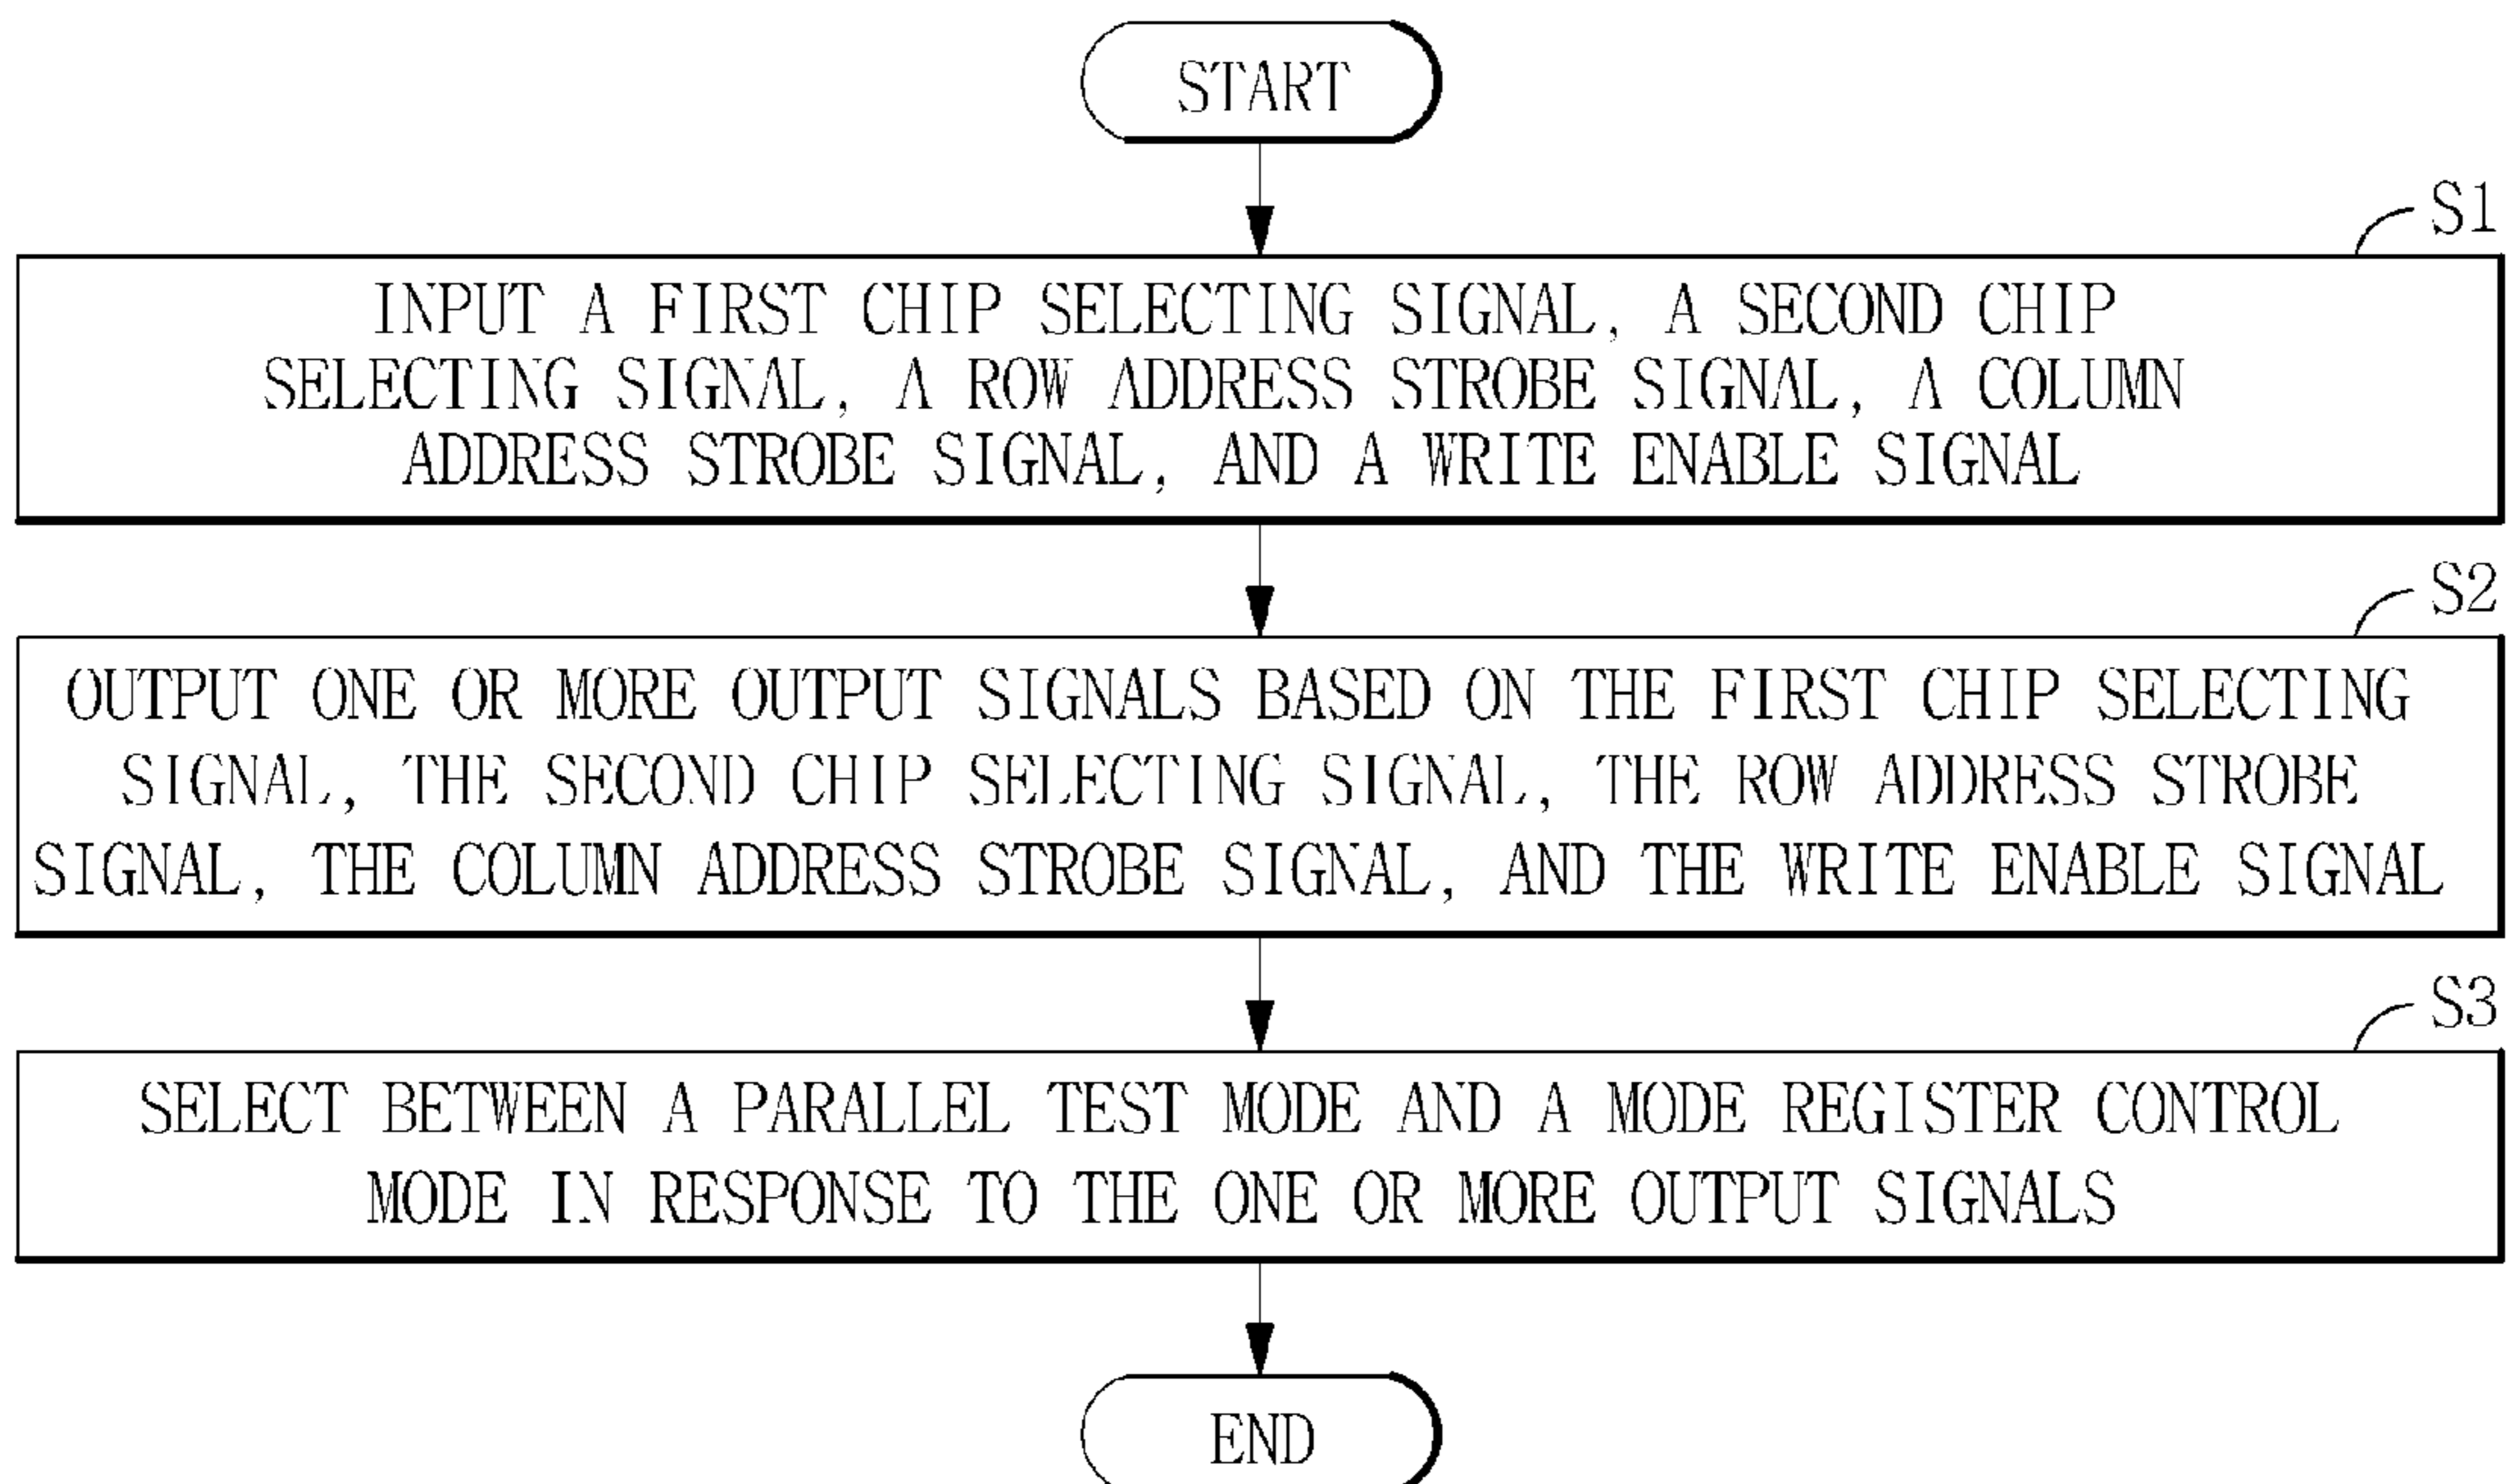 START
S1
INPUT A FIRST CHIP SELECTING SIGNAL, A SECOND CHIP
SELECTING SIGNAL, A ROW ADDRESS STROBE SIGNAL, A COLUMN
ADDRESS STROBE SIGNAL, AND A WRITE ENABLE SIGNAL
S2
OUTPUT ONE OR MORE OUTPUT SIGNALS BASED ON THE FIRST CHIP SELECTING
SIGNAL, THE SECOND CHIP SELECTING SIGNAL, THE ROW ADDRESS STROBE
SIGNAL, THE COLUMN ADDRESS STROBE SIGNAL, AND THE WRITE ENABLE SIGNAL
S3
SELECT BETWEEN A PARALLEL TEST MODE AND A MODE REGISTER CONTROL
MODE IN RESPONSE TO THE ONE OR MORE OUTPUT SIGNALS
END